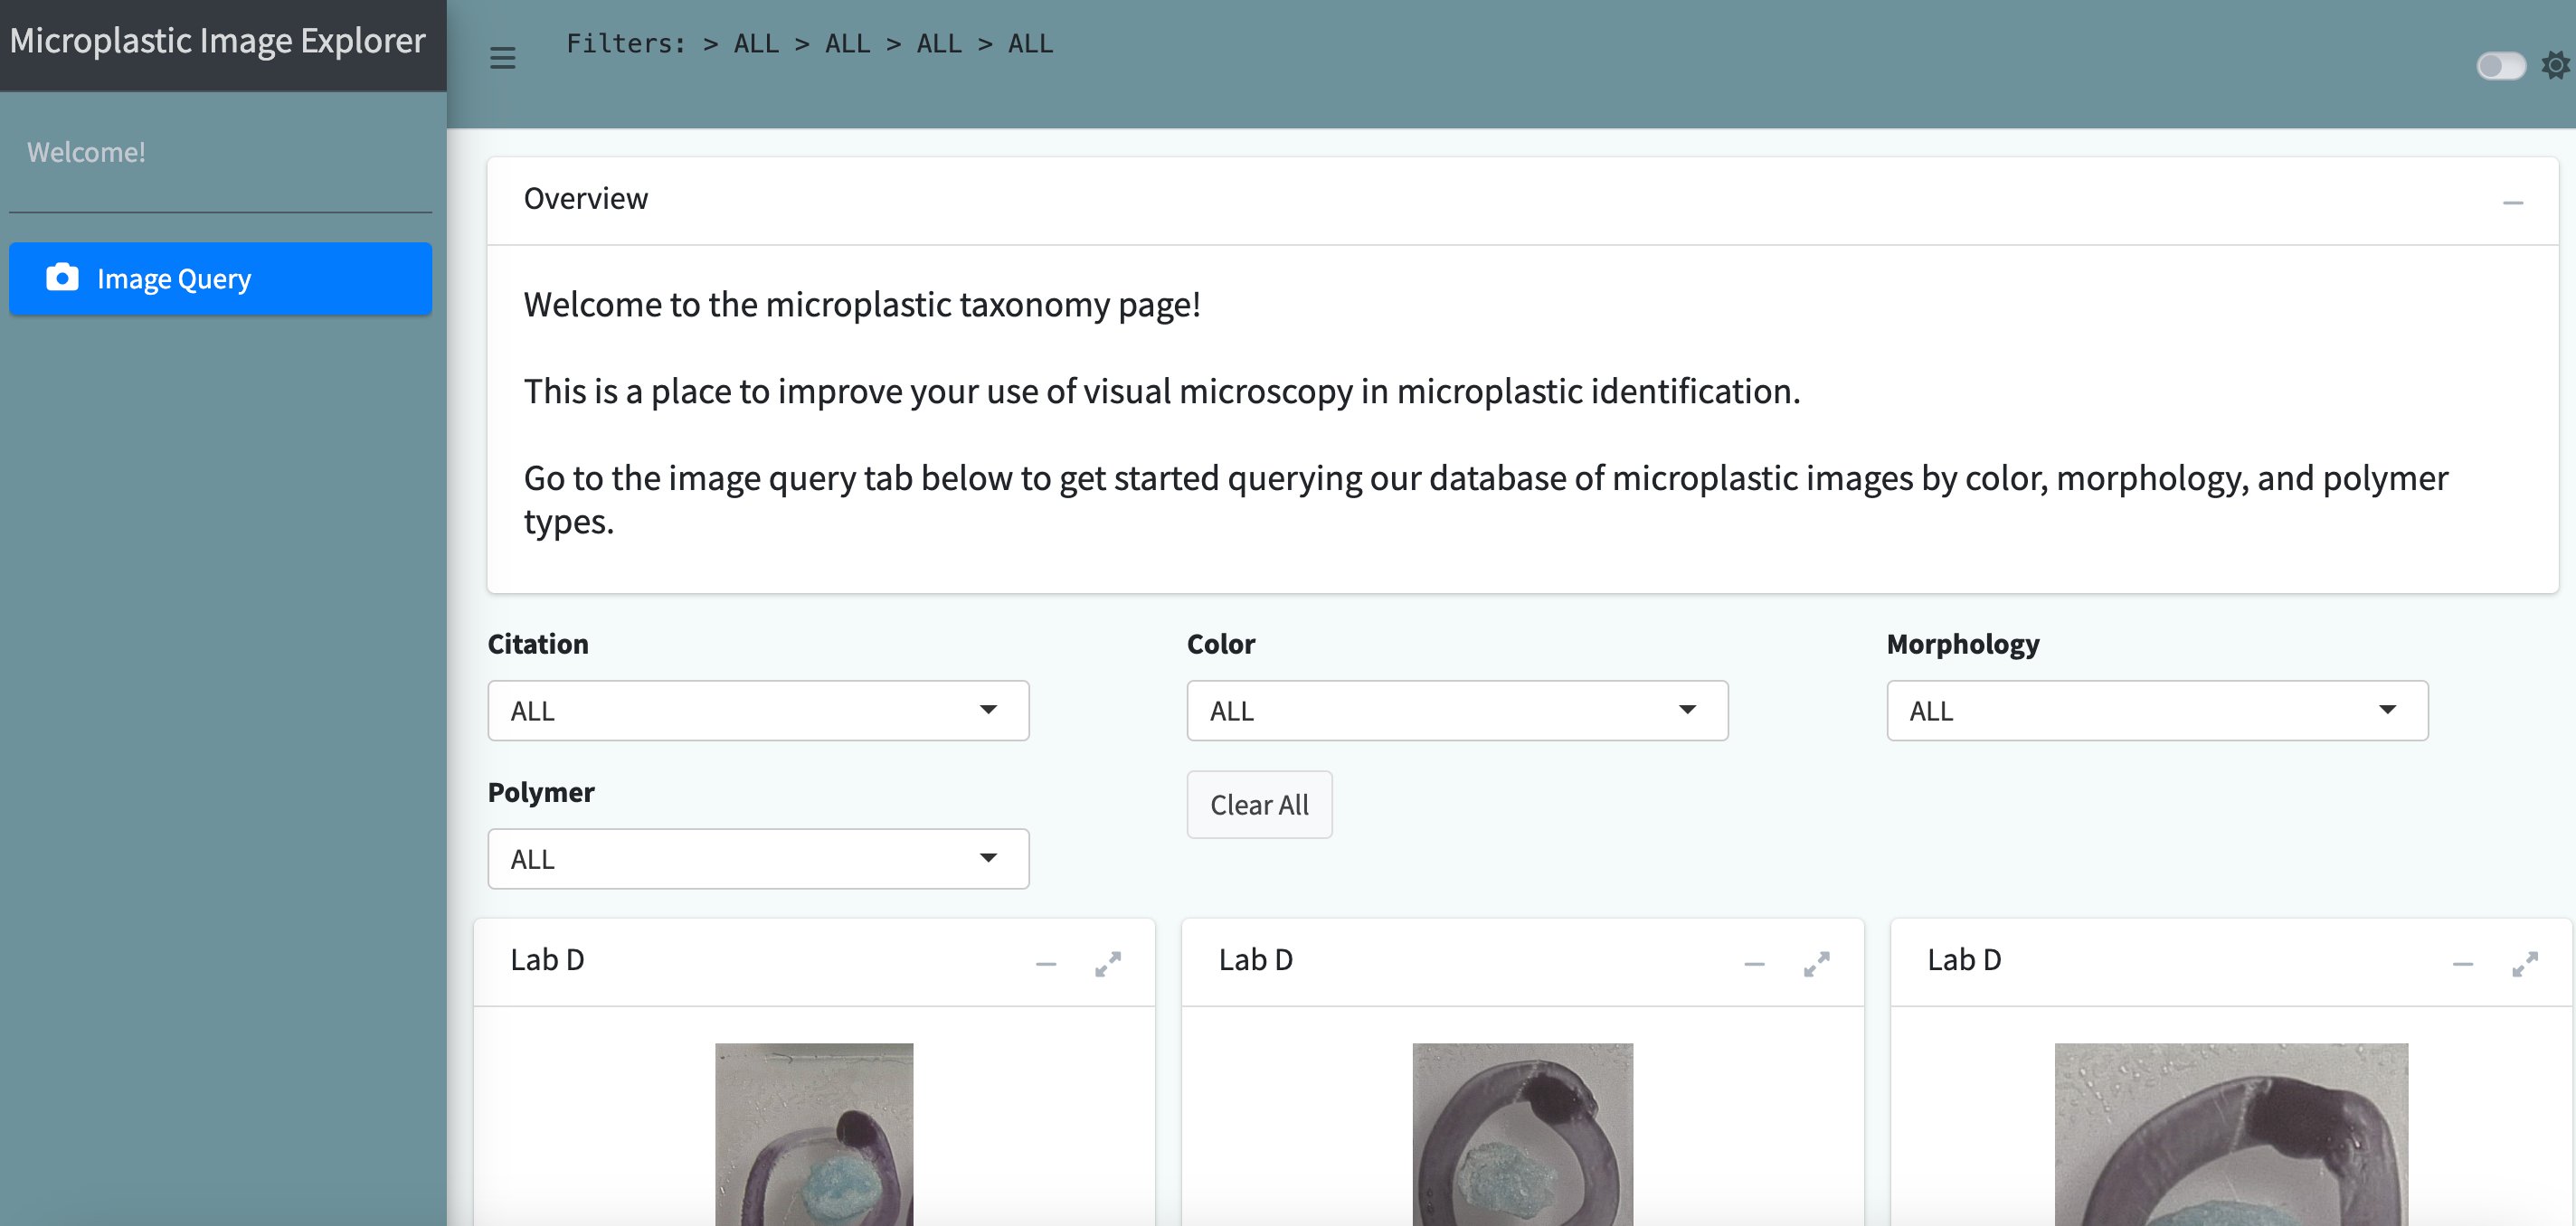 Microplastic Image Explorer
Filters: > ALL > ALL > ALL > ALL
Welcome!
Image Query
Overview
Welcome to the microplastic taxonomy page!
This is a place to improve your use of visual microscopy in microplastic identification.
Go to the image query tab below to get started querying our database of microplastic images by color, morphology, and polymer
types.
Citation
ALL
Color
ALL
Morphology
ALL
Polymer
ALL
Clear All
Lab D
Lab D
Lab D